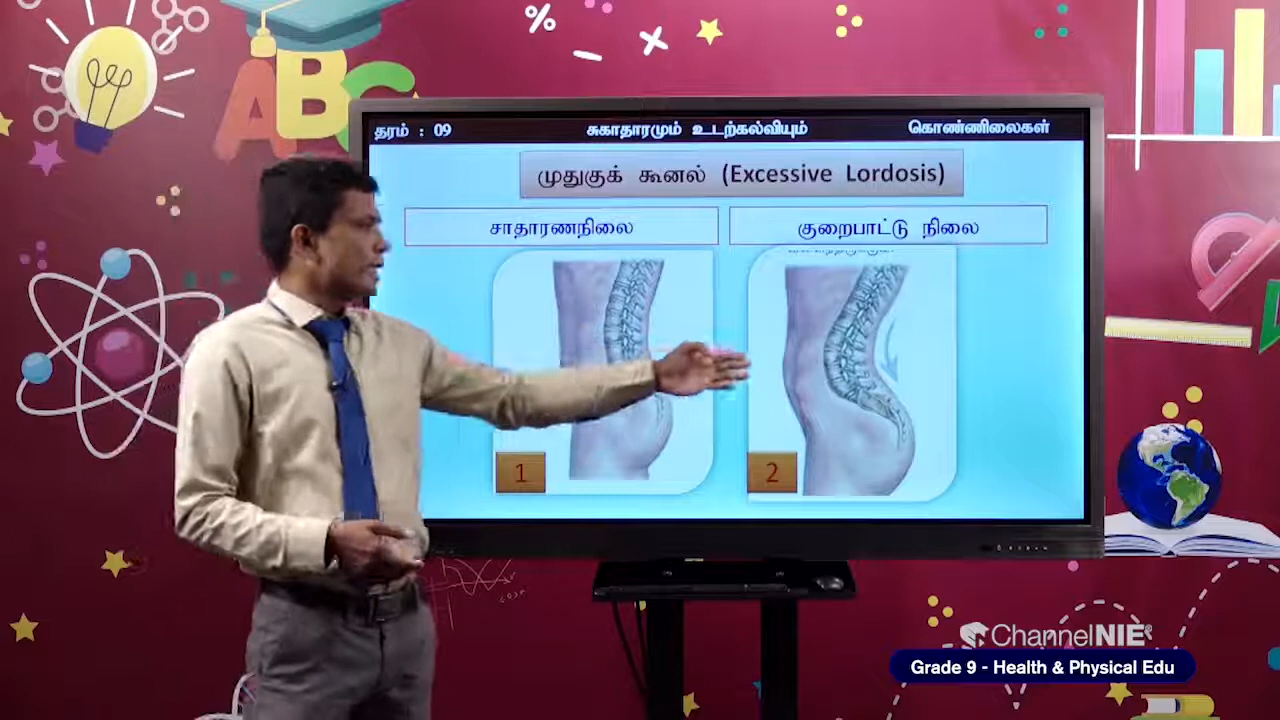 ABC
தரம் : 09 சுகாதாரமும் உடற்கல்வியும் கொண்ணிலைகள்
முதுகுக் கூனல் (Excessive Lordosis)
சாதாரணநிலை குறைபாட்டு நிலை
1 2
ChannelNIE
Grade 9 - Health & Physical Edu